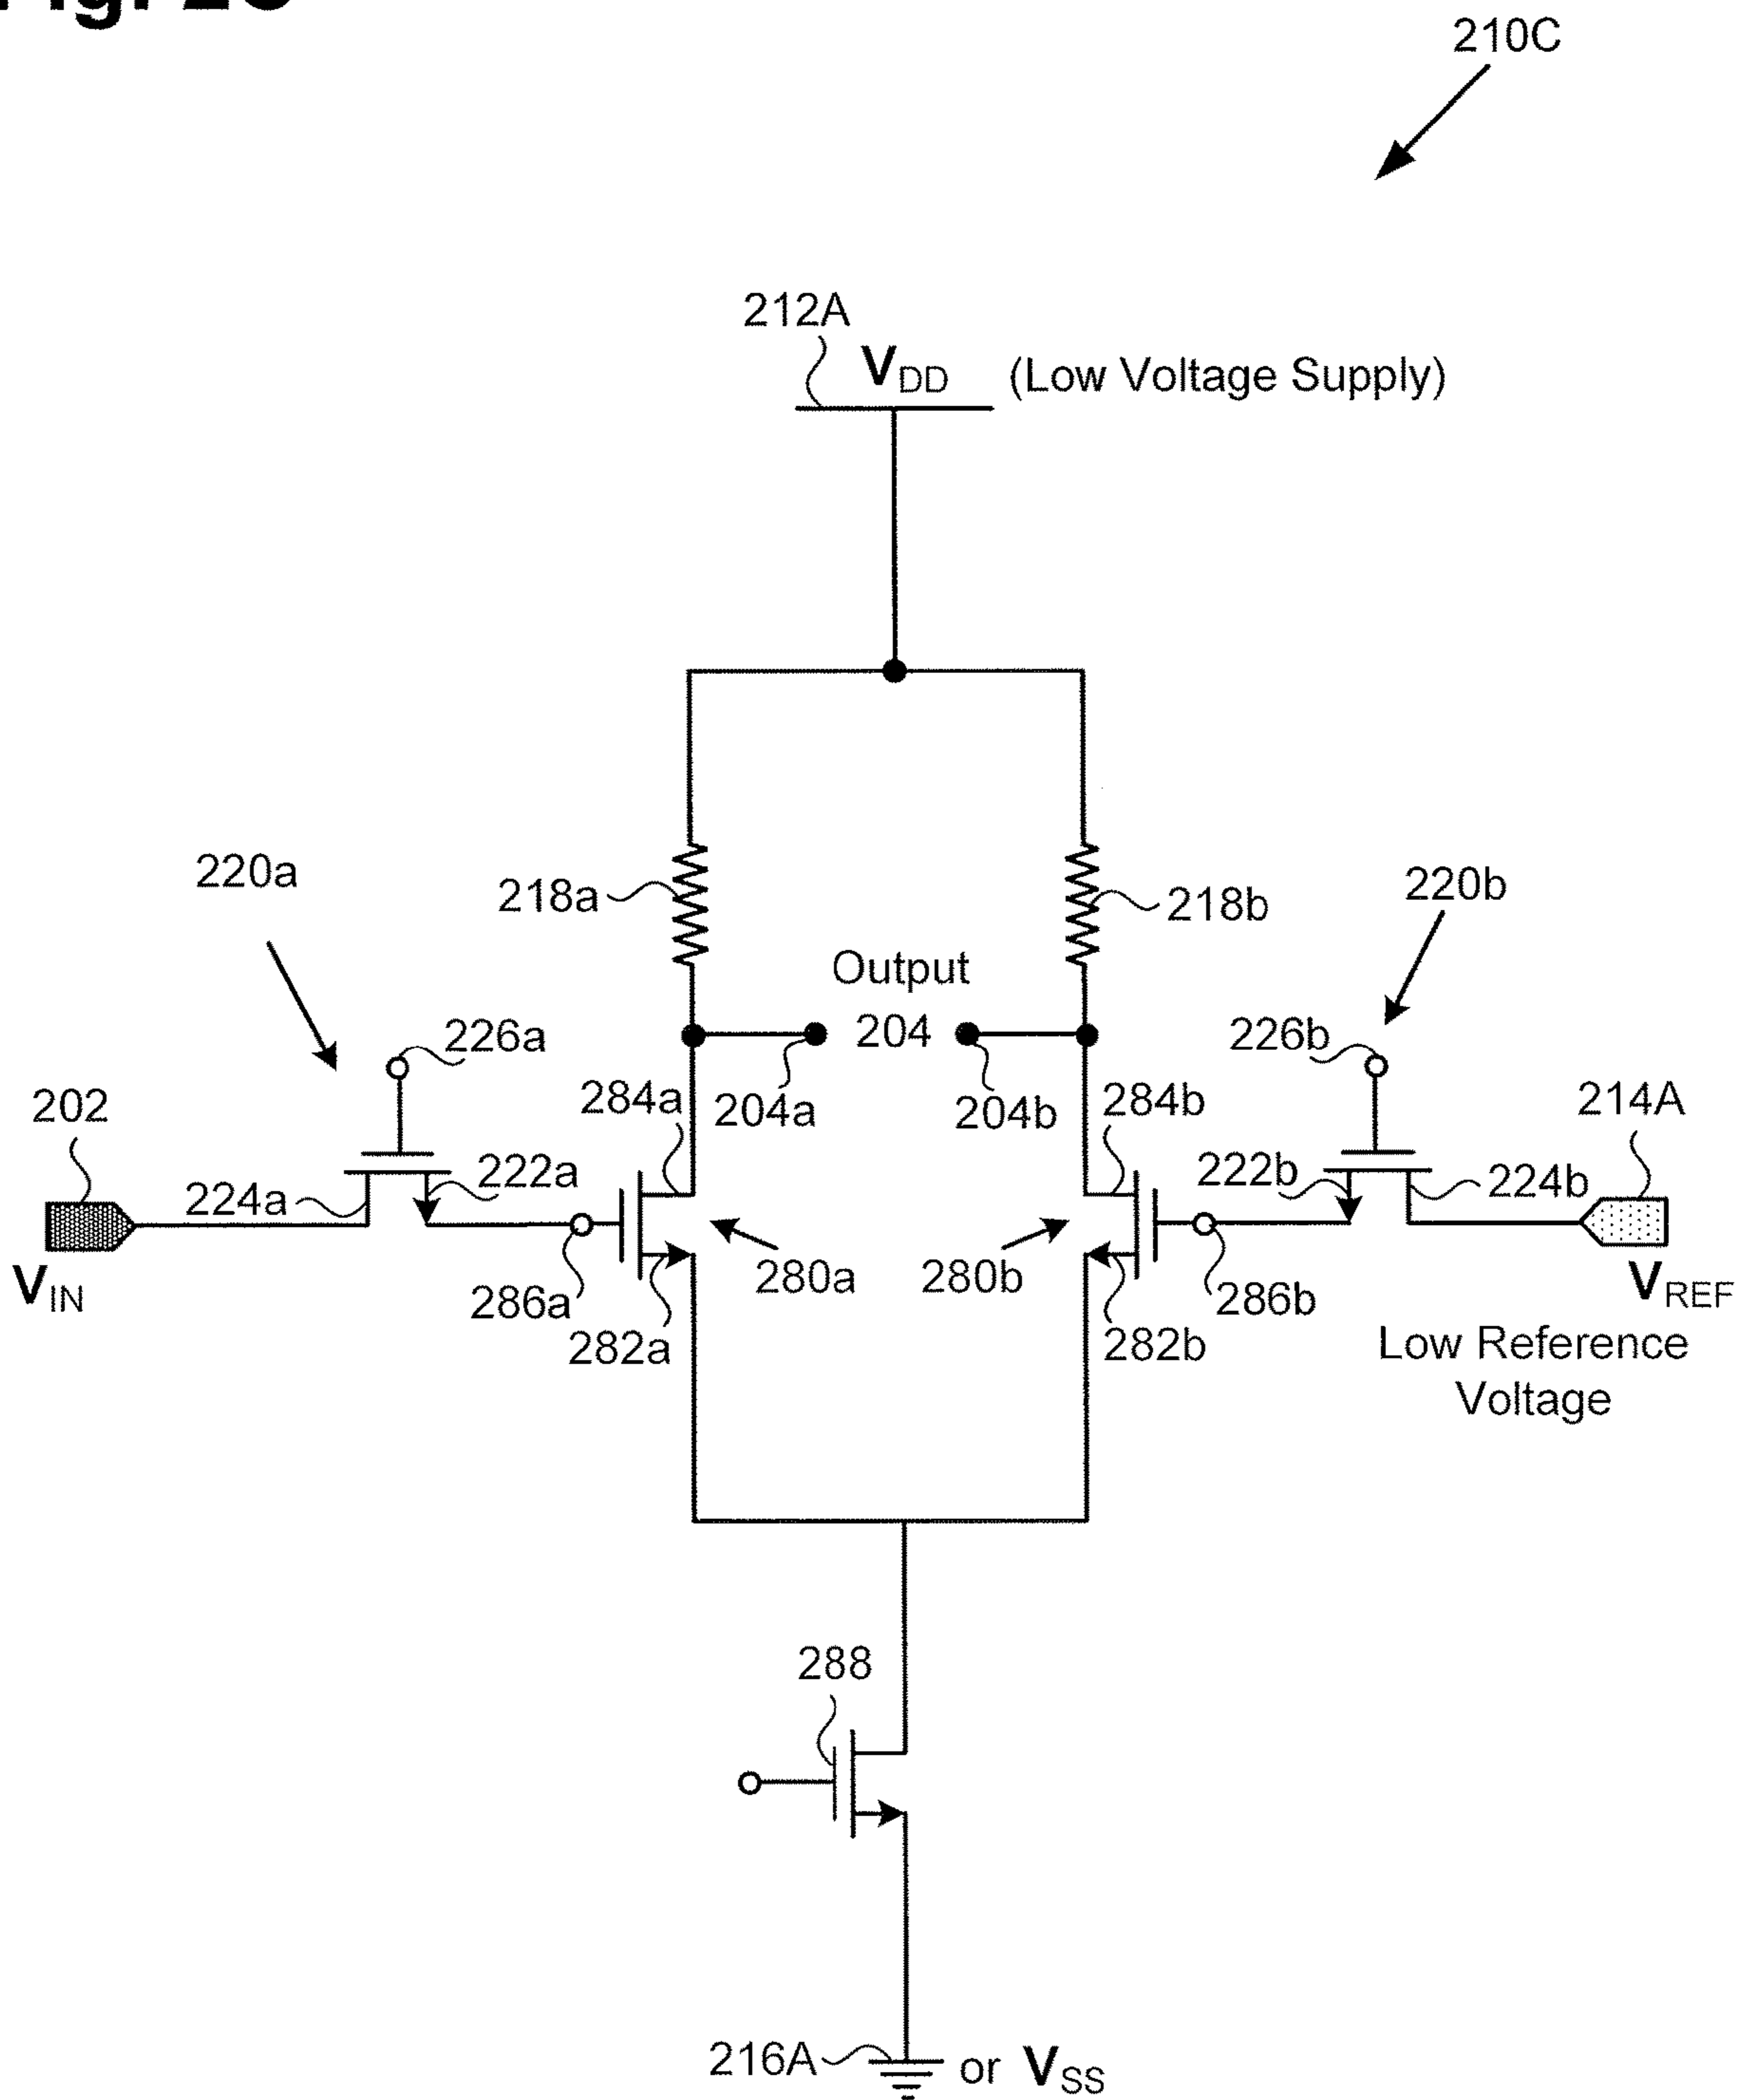 Fig. 2C
210C
212A
VDD (Low Voltage Supply)
220a
218a
218b
220b
Output
204
226a
226b
202
284a
204a
204b
284b
214A
224a
222a
222b
224b
VIN
286a
280a
280b
286b
VREF
282a
282b
Low Reference
Voltage
288
216A
or VSS